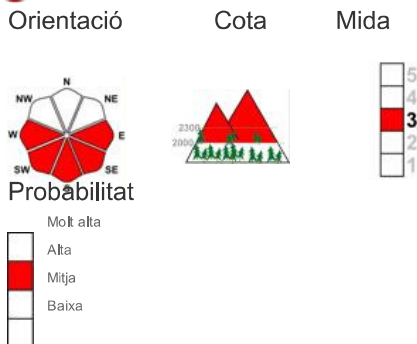 Orientació Cota Mida
N
NW NE
W E
SW SE
2300
2000
5
4
3
2
1
Probabilitat
Molt alta
Alta
Mitja
Baixa